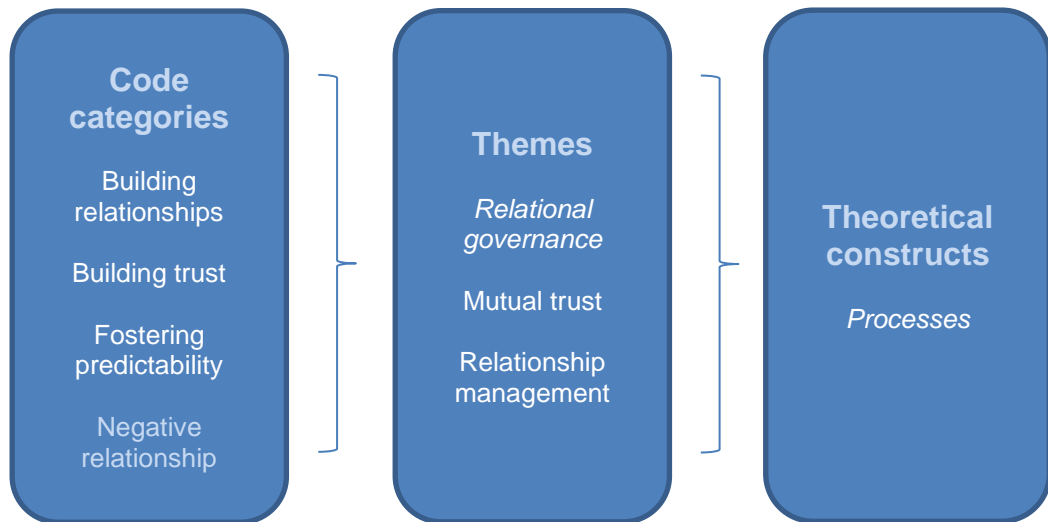 Code
categories
Building
relationships
Building trust
Fostering
predictability
Negative
relationship
Themes
Relational
governance
Mutual trust
Relationship
management
Theoretical
constructs
Processes